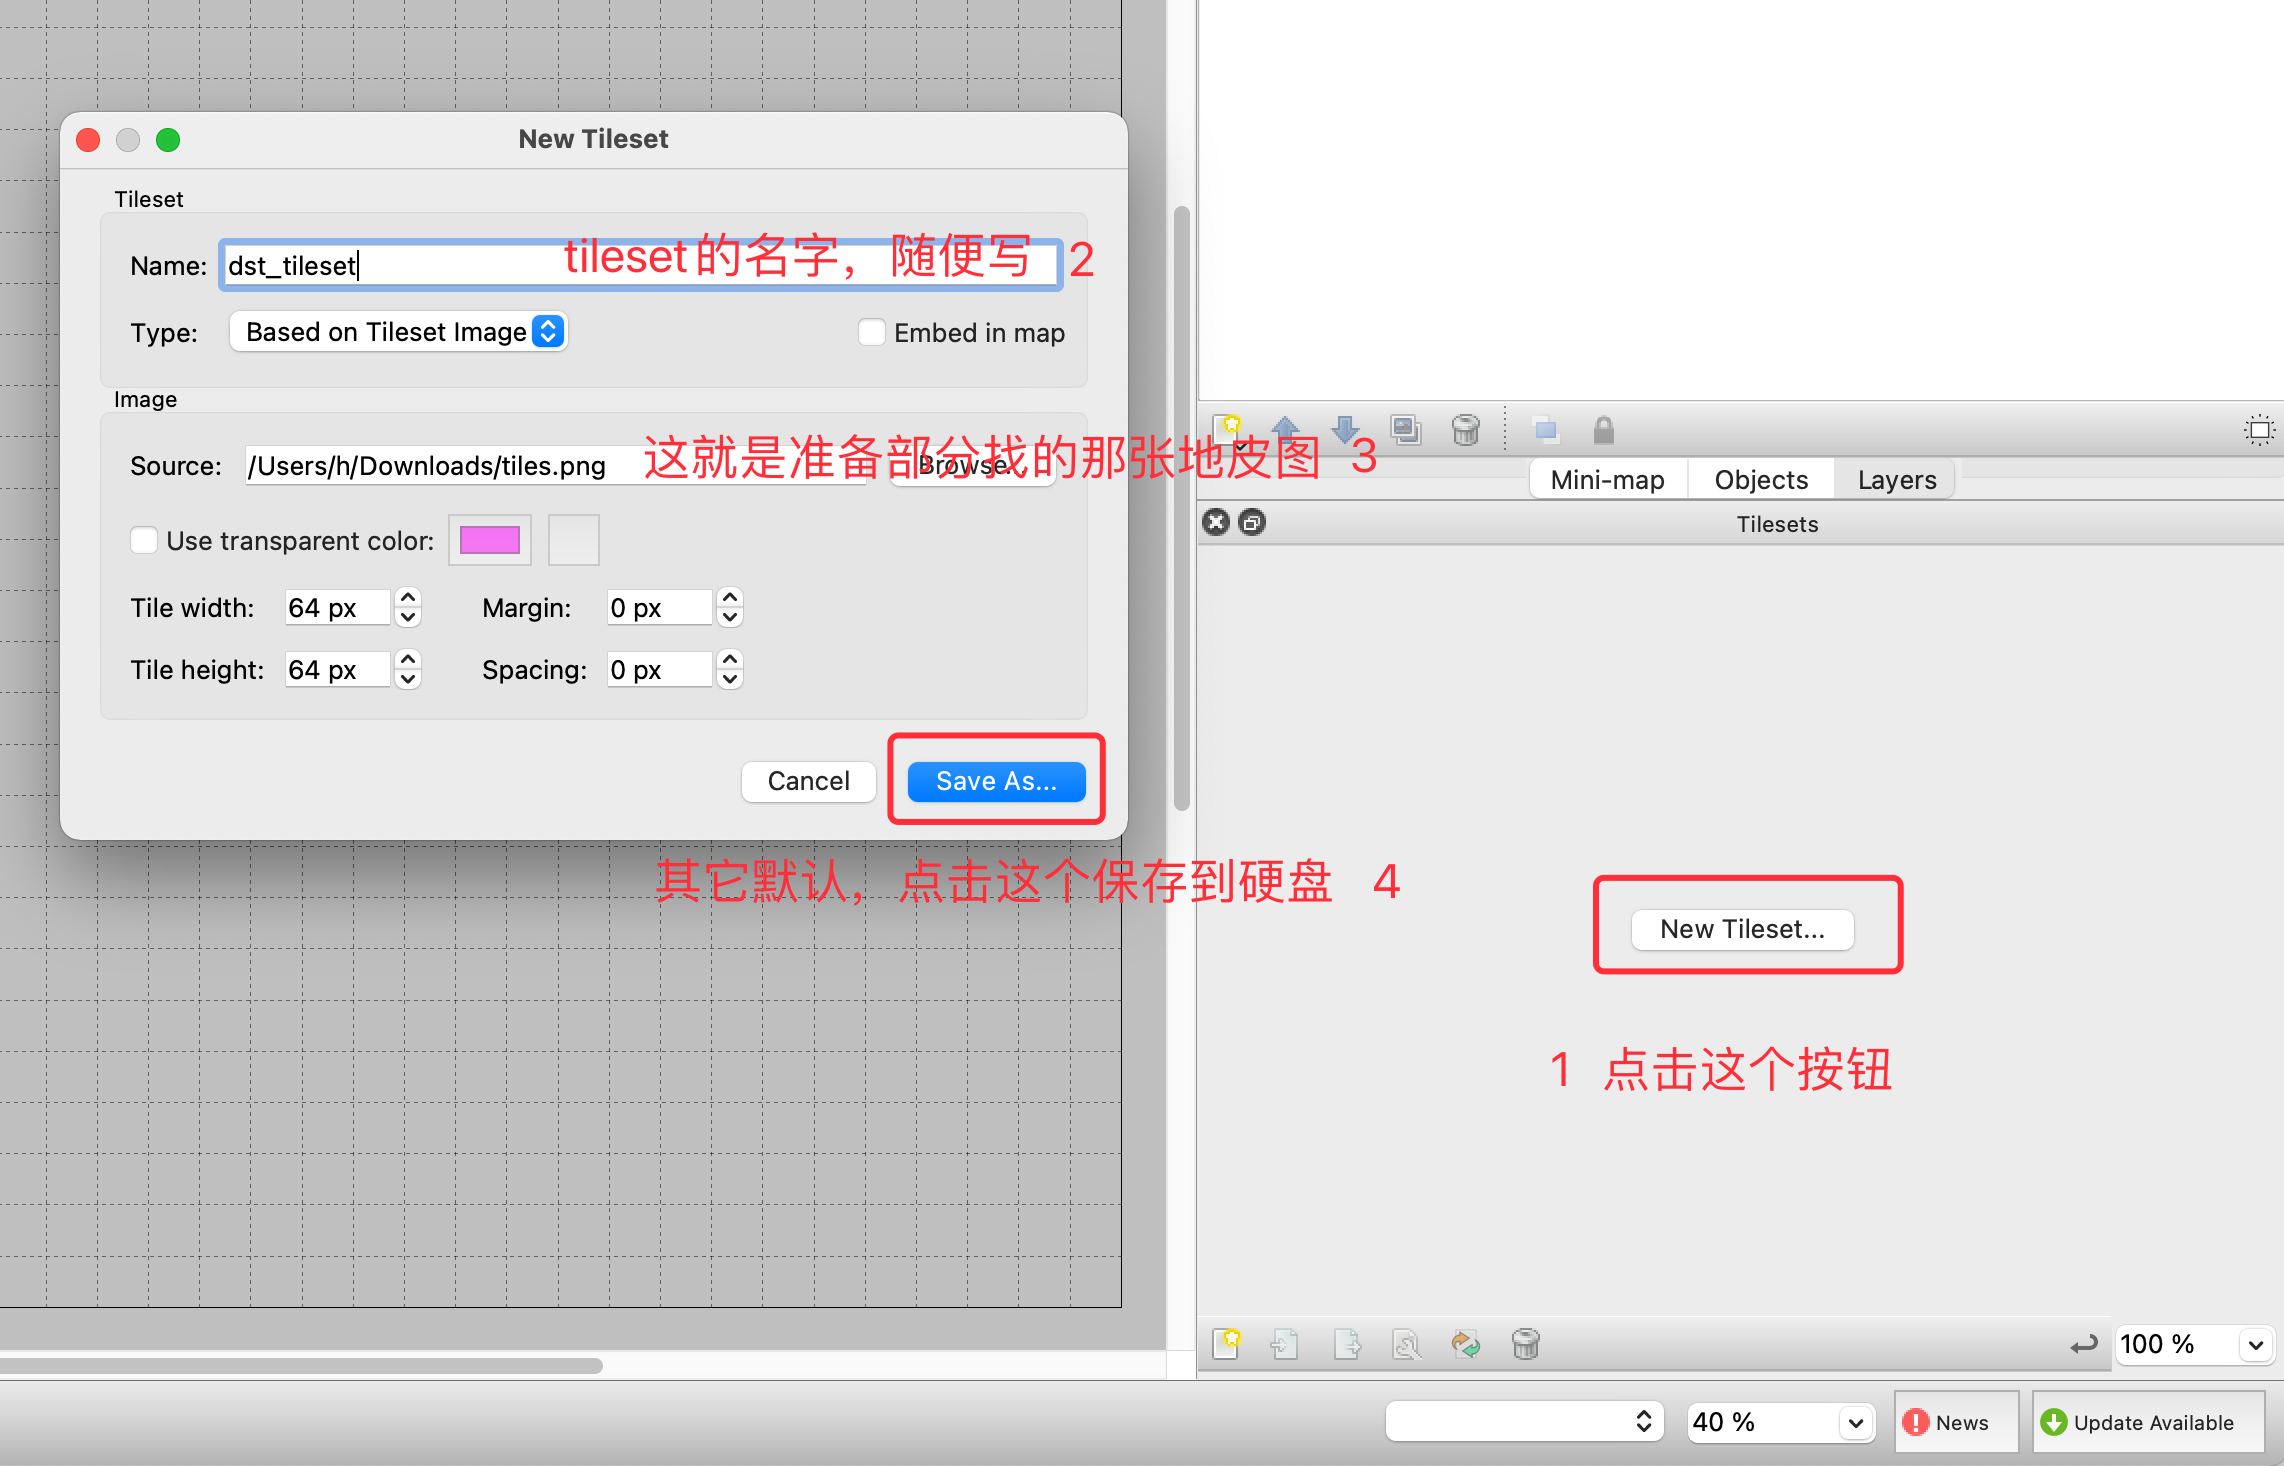 New Tileset
Tileset
Name: dst_tileset tileset的名字，随便写 2
Type: Based on Tileset Image Embed in map
Image
Source: /Users/h/Downloads/tiles.png Browse... 这就是准备部分找的那张地皮图 3
Use transparent color:
Tile width: 64 px Margin: 0 px
Tile height: 64 px Spacing: 0 px
Cancel Save As...
其它默认，点击这个保存到硬盘 4
Mini-map Objects Layers
Tilesets
New Tileset...
1 点击这个按钮
100 %
40 % News Update Available